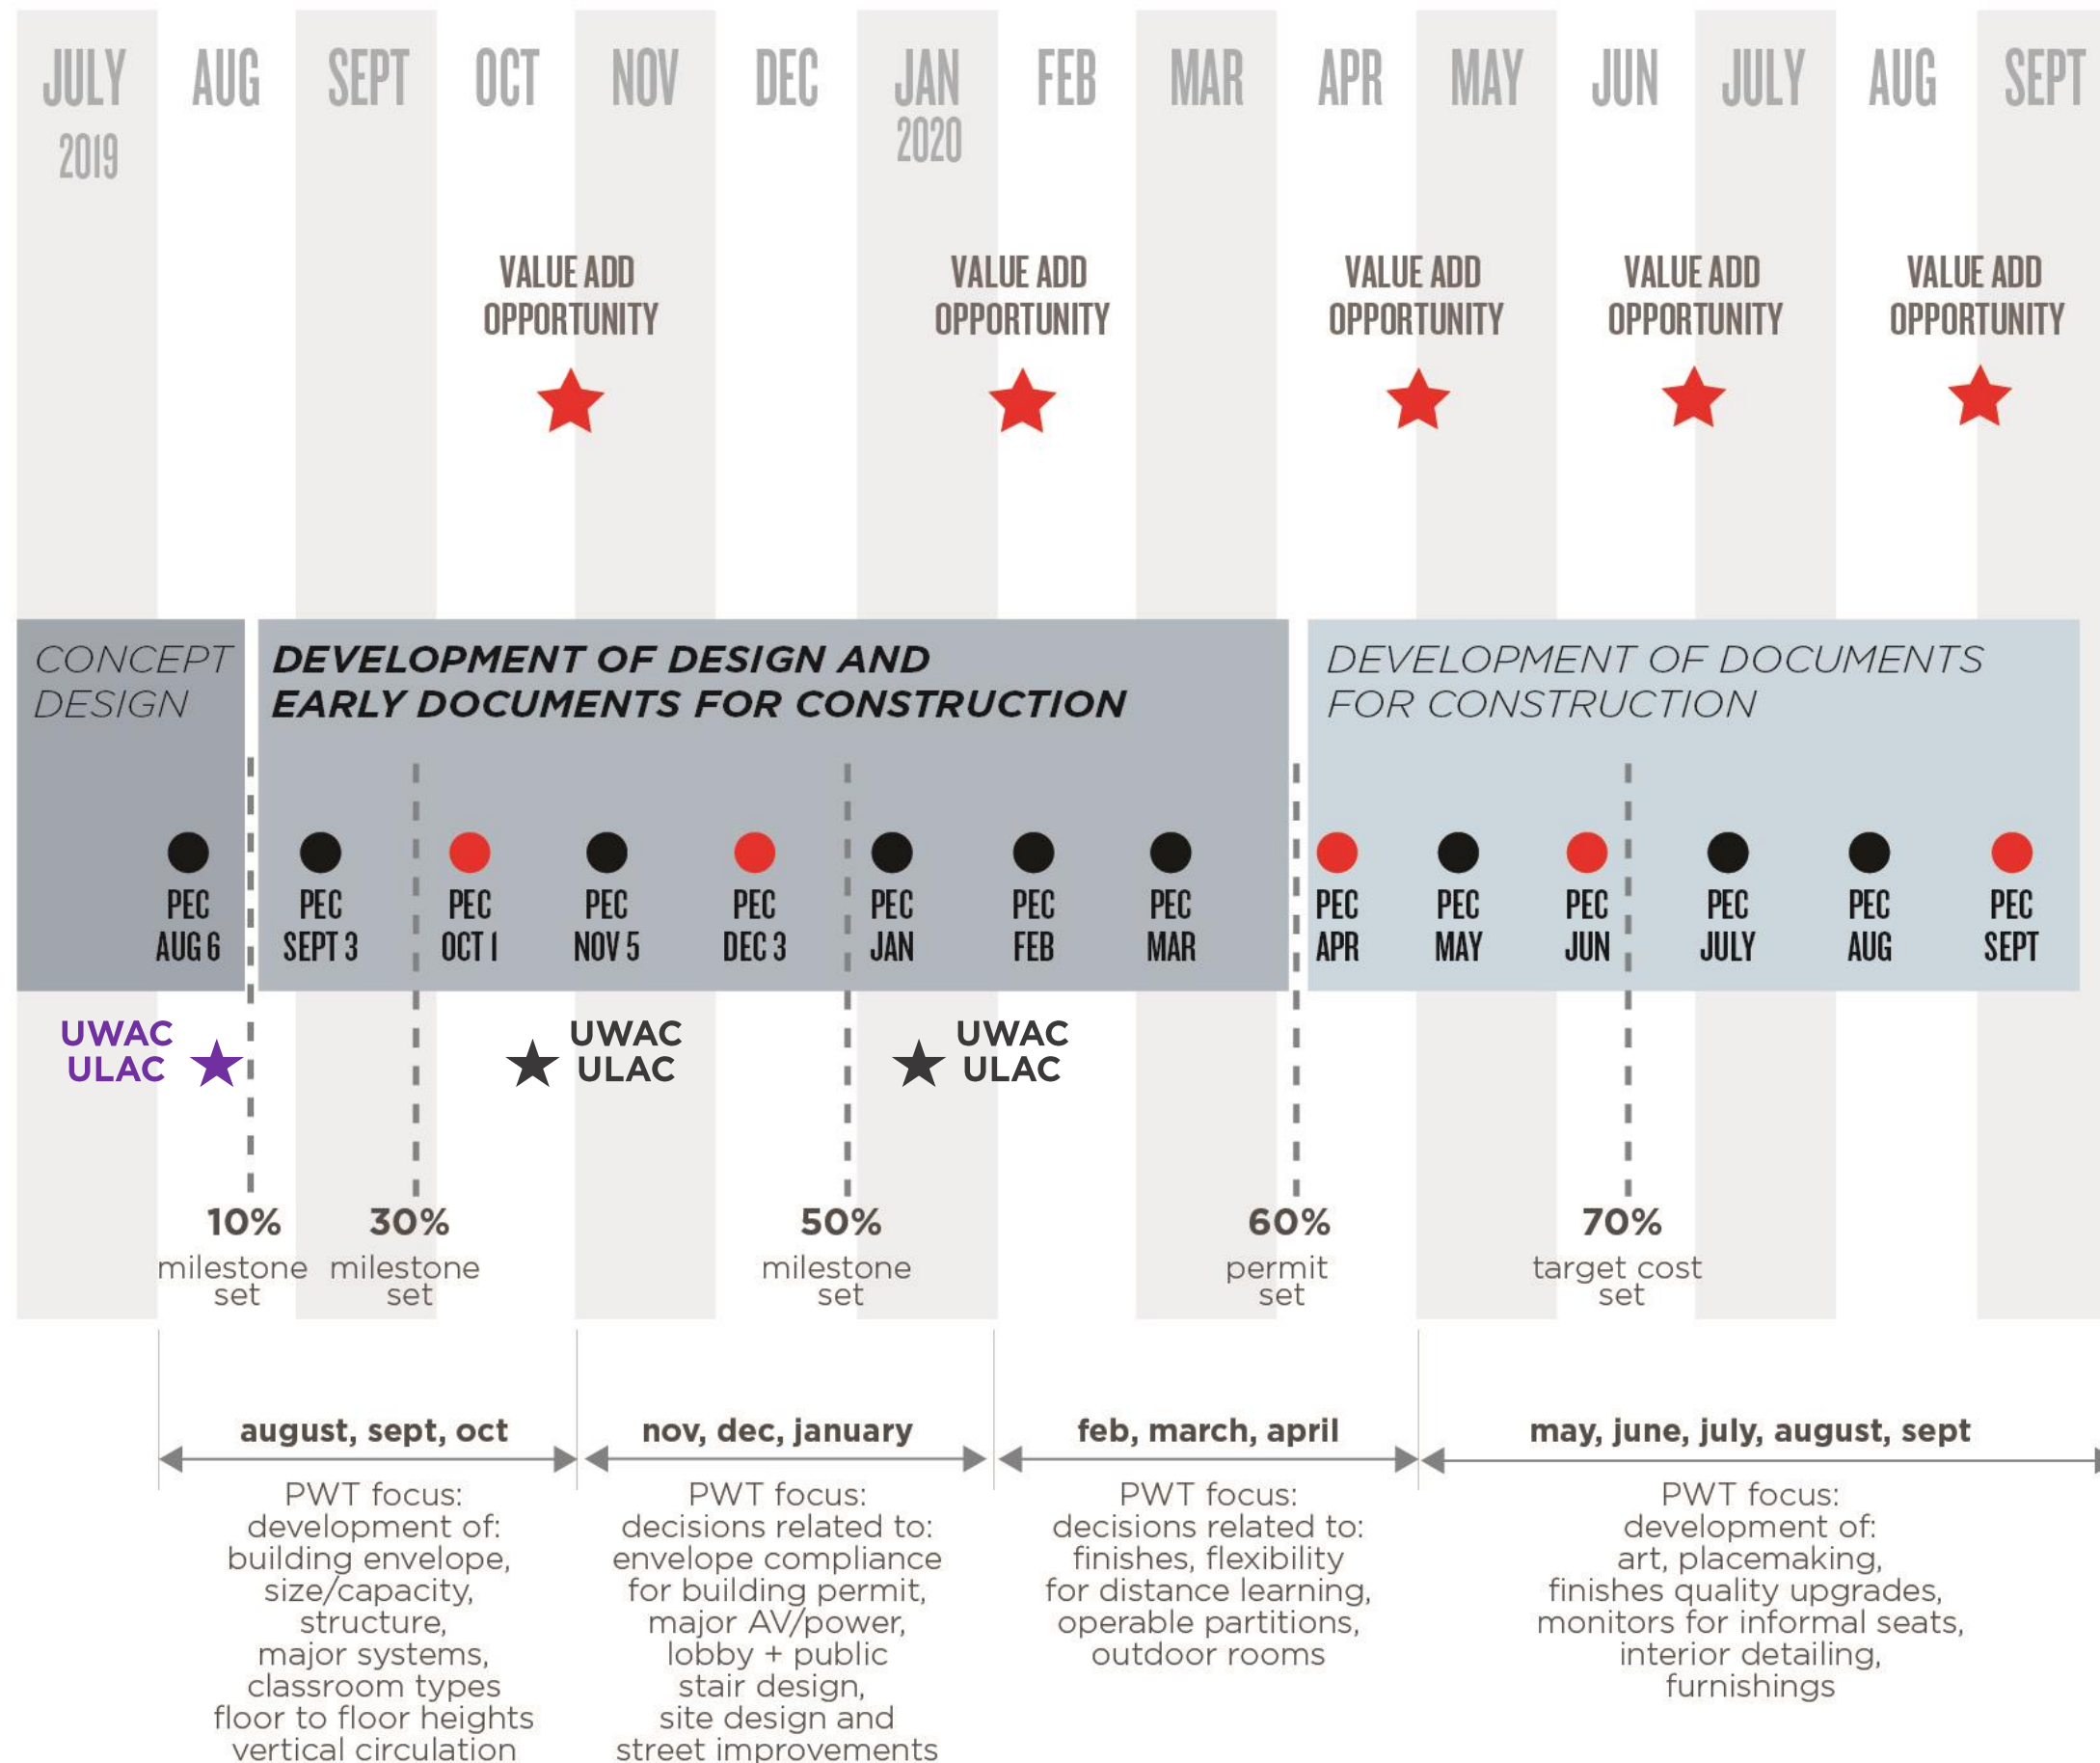 JULY AUG SEPT OCT NOV DEC JAN FEB MAR APR MAY JUN JULY AUG SEPT
2019 2020
VALUE ADD
OPPORTUNITY
VALUE ADD
OPPORTUNITY
VALUE ADD
OPPORTUNITY
VALUE ADD
OPPORTUNITY
VALUE ADD
OPPORTUNITY
CONCEPT
DESIGN
DEVELOPMENT OF DESIGN AND
EARLY DOCUMENTS FOR CONSTRUCTION
DEVELOPMENT OF DOCUMENTS
FOR CONSTRUCTION
PEC
AUG 6
PEC
SEPT 3
PEC
OCT 1
PEC
NOV 5
PEC
DEC 3
PEC
JAN
PEC
FEB
PEC
MAR
PEC
APR
PEC
MAY
PEC
JUN
PEC
JULY
PEC
AUG
PEC
SEPT
UWAC
ULAC
UWAC
ULAC
UWAC
ULAC
10%
milestone
set
30%
milestone
set
50%
milestone
set
60%
permit
set
70%
target cost
set
august, sept, oct
PWT focus:
development of:
building envelope,
size/capacity,
structure,
major systems,
classroom types
floor to floor heights
vertical circulation
nov, dec, january
PWT focus:
decisions related to:
envelope compliance
for building permit,
major AV/power,
lobby + public
stair design,
site design and
street improvements
feb, march, april
PWT focus:
decisions related to:
finishes, flexibility
for distance learning,
operable partitions,
outdoor rooms
may, june, july, august, sept
PWT focus:
development of:
art, placemaking,
finishes quality upgrades,
monitors for informal seats,
interior detailing,
furnishings